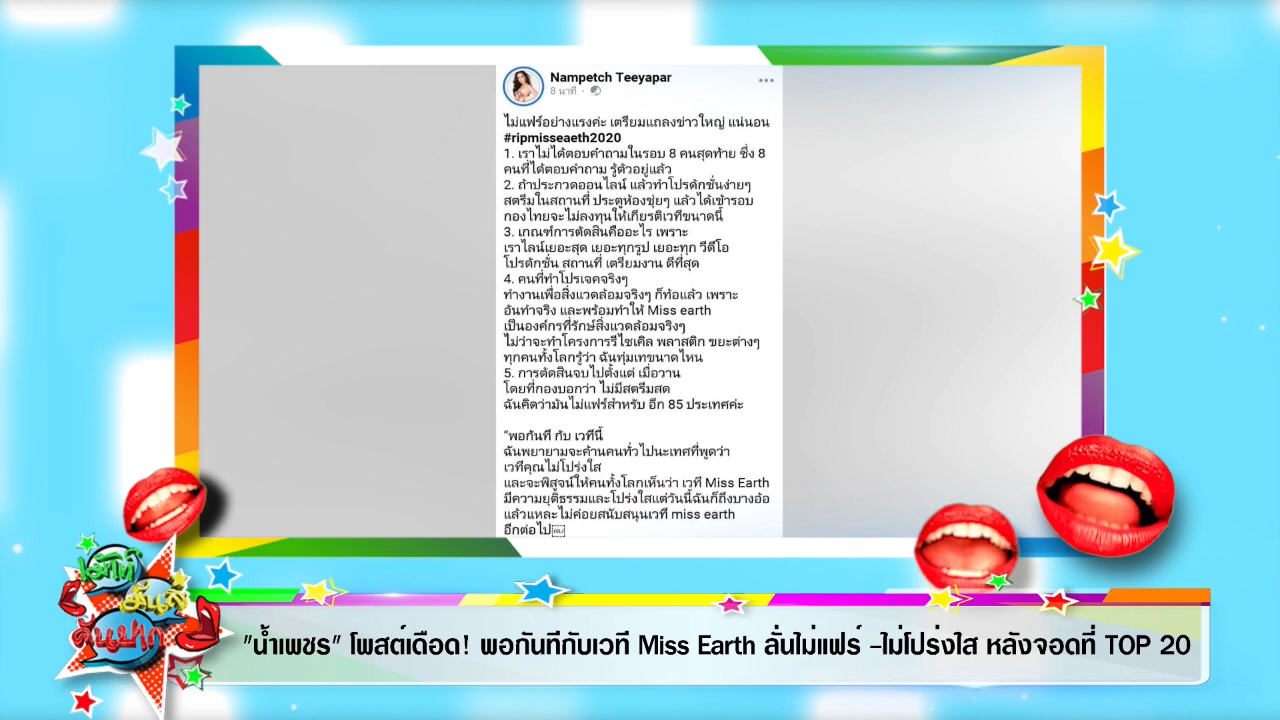 Nampetch Teeyapar
8 นาที ·
ไม่แฟร์อย่างแรงค่ะ เตรียมแถลงข่าวใหญ่ แน่นอน
#ripmisseaeth2020
1. เราไม่ได้ตอบคำถามในรอบ 8 คนสุดท้าย ซึ่ง 8
คนที่ได้ตอบคำถาม รู้ตัวอยู่แล้ว
2. ถ้าประกวดออนไลน์ แล้วทำโปรดักชั่นง่ายๆ
สตรีมในสถานที่ ประตูห้องซุ่ยๆ แล้วได้เข้ารอบ
กองไทยจะไม่ลงทุนให้เกียรติเวทีขนาดนี้
3. เกณฑ์การตัดสินคืออะไร เพราะ
เราไลน์เยอะสุด เยอะทุกรูป เยอะทุก วีดีโอ
โปรดักชั่น สถานที่ เตรียมงาน ดีที่สุด
4. คนที่ทำโปรเจคจริงๆ
ทำงานเพื่อสิ่งแวดล้อมจริงๆ ก็ท้อแล้ว เพราะ
ฉันทำจริง และพร้อมทำให้ Miss earth
เป็นองค์กรที่รักษ์สิ่งแวดล้อมจริงๆ
ไม่ว่าจะทำโครงการรีไซเคิล พลาสติก ขยะต่างๆ
ทุกคนทั้งโลกรู้ว่า ฉันทุ่มเทขนาดไหน
5. การตัดสินจบไปตั้งแต่ เมื่อวาน
โดยที่กองบอกว่า ไม่มีสตรีมสด
ฉันคิดว่ามันไม่แฟร์สำหรับ อีก 85 ประเทศค่ะ
"พอกันที กับ เวทีนี้
ฉันพยายามจะค้านคนทั่วไปนะเทศที่พูดว่า
เวทีคุณไม่โปร่งใส
และจะพิสูจน์ให้คนทั้งโลกเห็นว่า เวที Miss Earth
มีความยุติธรรมและโปร่งใสแต่วันนี้ฉันก็ถึงบางอ้อ
แล้วแหละไม่ค่อยสนับสนุนเวที miss earth
อีกต่อไป
เม้าท์
มันส์
สนั่นปาก
"น้ำเพชร" โพสต์เดือด! พอกันทีกับเวที Miss Earth ลั่นไม่แฟร์ -ไม่โปร่งใส หลังจอดที่ TOP 20